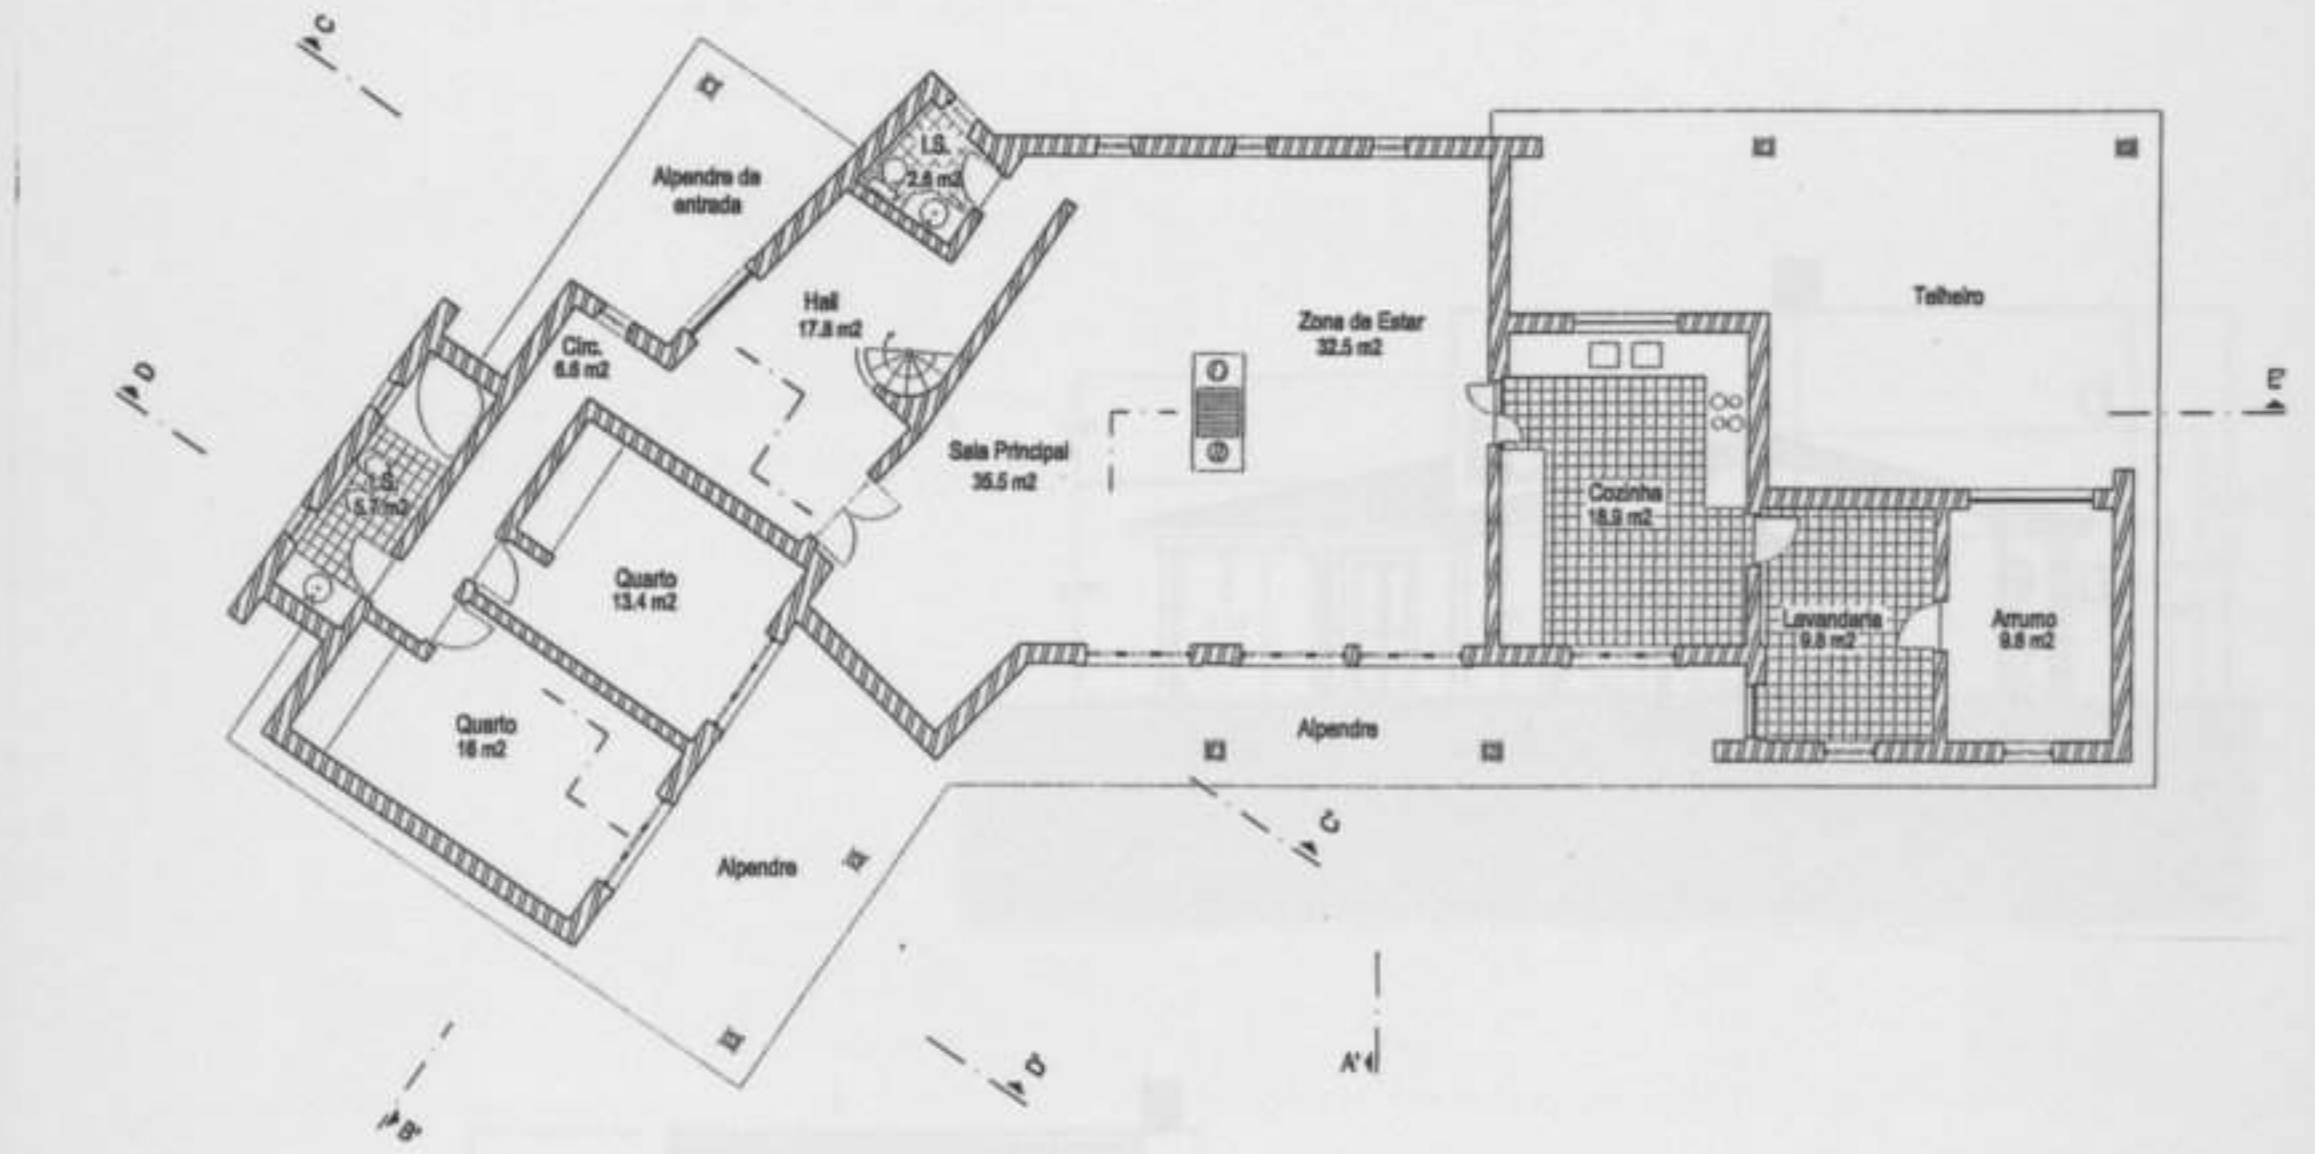 C
D
Alpendre de
entrada
I.S.
2.6 m2
Hall
17.8 m2
Circ.
6.6 m2
I.S.
5.7 m2
Zona de Estar
32.5 m2
Sala Principal
35.5 m2
Telheiro
Cozinha
18.9 m2
Quarto
13.4 m2
Lavandaria
9.8 m2
Arrumo
9.8 m2
Quarto
16 m2
Alpendre
Alpendre
C'
D'
A'
B'